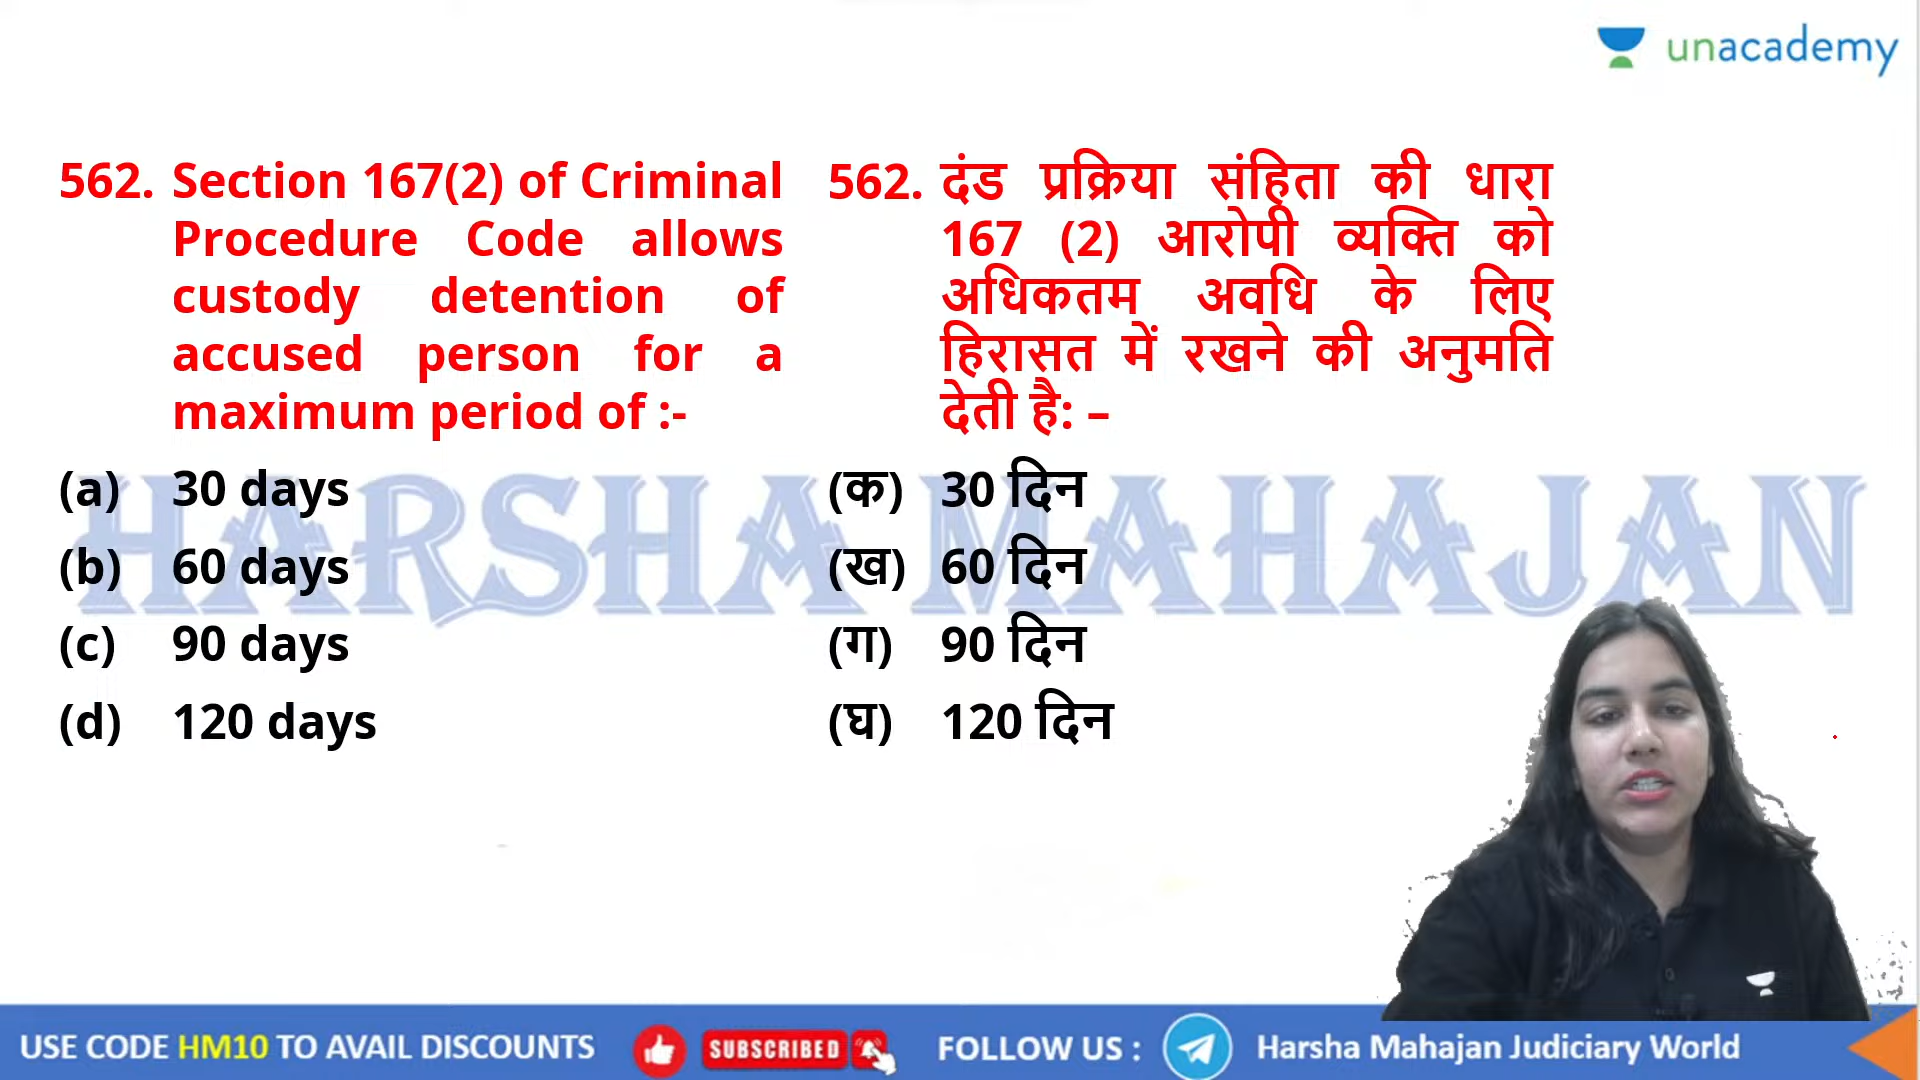 unacademy
562. Section 167(2) of Criminal
Procedure Code allows
custody detention of
accused person for a
maximum period of :-
(a) 30 days
(b) 60 days
(c) 90 days
(d) 120 days
562. दंड प्रक्रिया संहिता की धारा
167 (2) आरोपी व्यक्ति को
अधिकतम अवधि के लिए
हिरासत में रखने की अनुमति
देती है: –
(क) 30 दिन
(ख) 60 दिन
(ग) 90 दिन
(घ) 120 दिन
HARSHA MAHAJAN
USE CODE HM10 TO AVAIL DISCOUNTS
SUBSCRIBED
FOLLOW US :
Harsha Mahajan Judiciary World